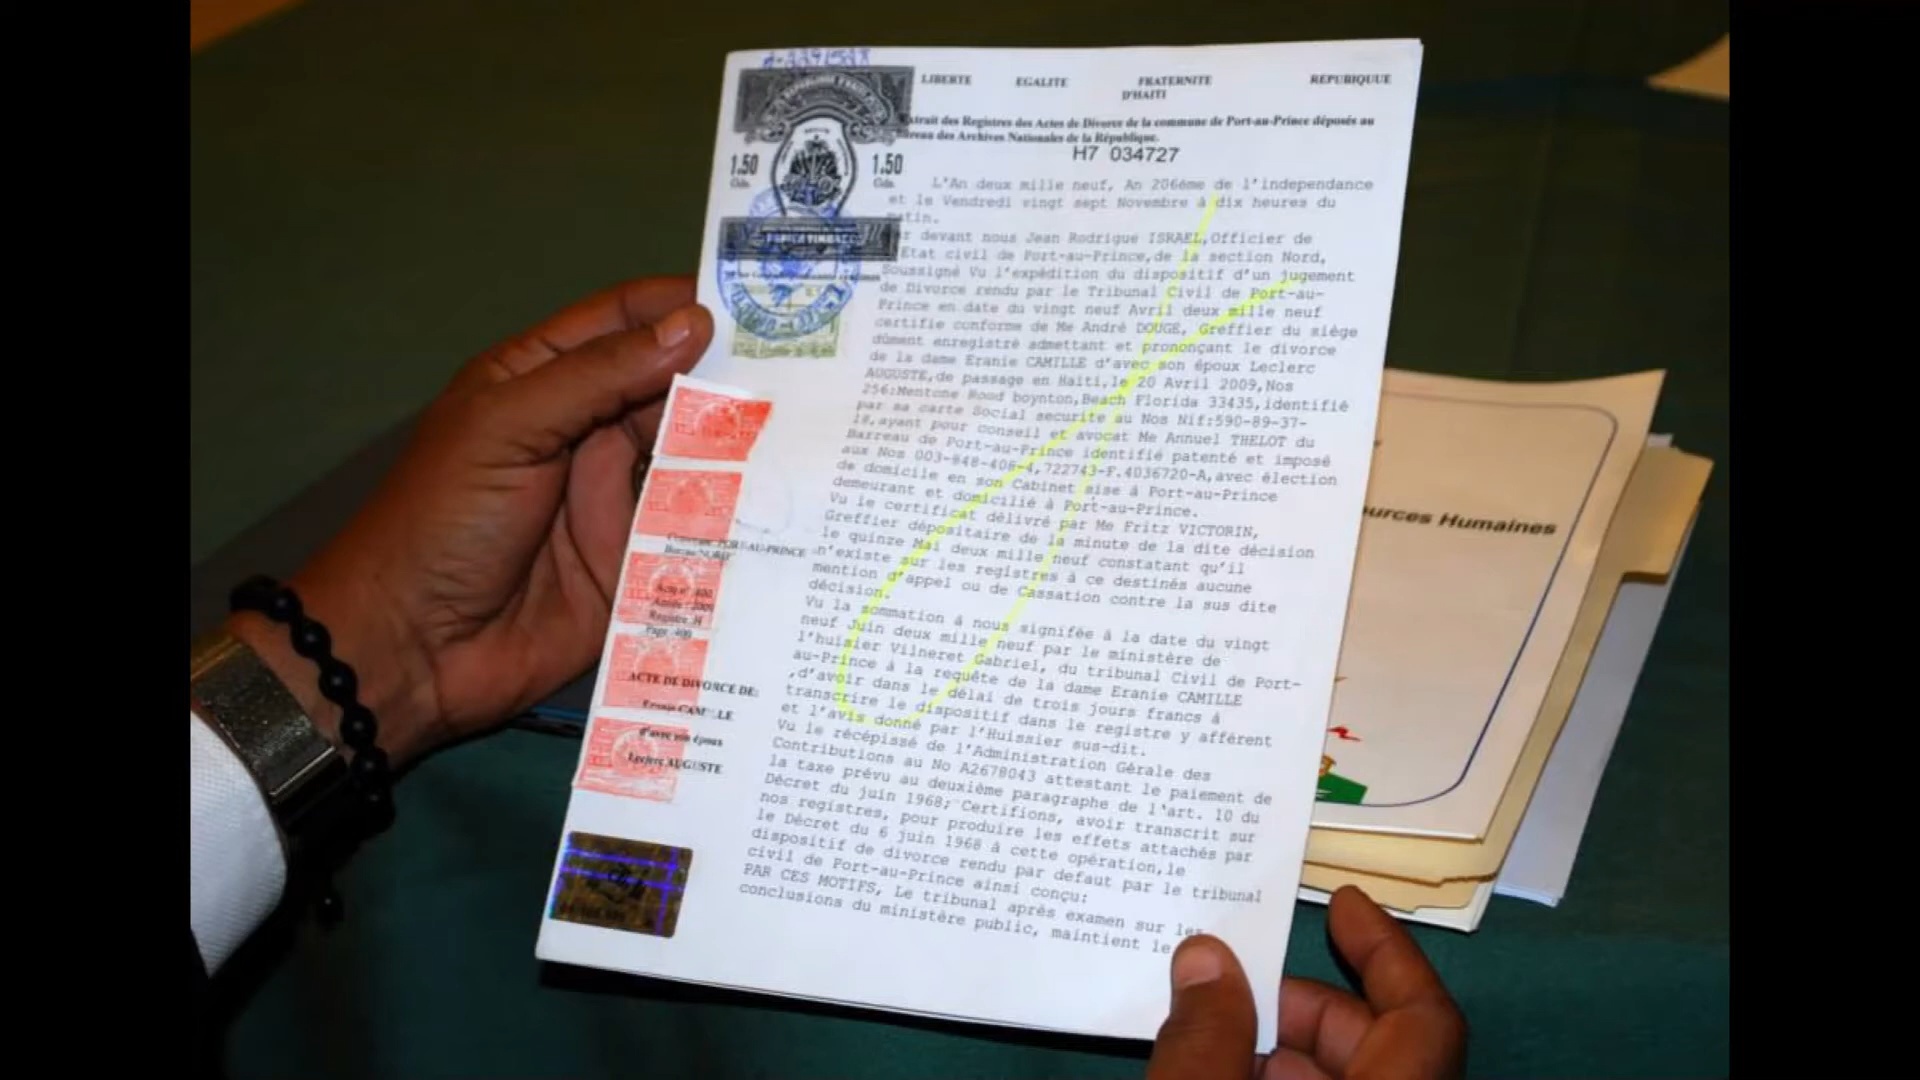 LIBERTE EGALITE FRATERNITE REPUBIQUUE
D'HAITI
Extrait des Registres des Actes de Divorce de la commune de Port-au-Prince déposés au
Bureau des Archives Nationales de la République.
H7 034727
1.50 1.50
Gde. Gde.
L'An deux mille neuf, An 206éme de l'independance
et le Vendredi vingt sept Novembre à dix heures du
matin.
devant nous Jean Rodrigue ISRAEL,Officier de
Etat civil de Port-au-Prince,de la section Nord,
Soussigné Vu l'expédition du dispositif d'un jugement
de Divorce rendu par le Tribunal Civil de Port-au-
Prince en date du vingt neuf Avril deux mille neuf
certifie conforme de Me André DOUGE, Greffier du siège
dûment enregistré admettant et prononçant le divorce
de la dame Eranie CAMILLE d'avec son époux Leclerc
AUGUSTE,de passage en Haiti,le 20 Avril 2009,Nos
256:Mentone Rood boynton,Beach Florida 33435,identifié
par sa carte Social securite au Nos Nif:590-89-37-
18,ayant pour conseil et avocat Me Annuel THELOT du
Barreau de Port-au-Prince identifié patenté et imposé
aux Nos 003-848-408-4,722743-F.4036720-A,avec élection
de domicile en son Cabinet sise à Port-au-Prince
demeurant et domicilié à Port-au-Prince.
Vu le certificat délivré par Me Fritz VICTORIN,
Greffier dépositaire de la minute de la dite décision
le quinze Mai deux mille neuf constatant qu'il
n'existe sur les registres à ce destinés aucune
mention d'appel ou de Cassation contre la sus dite
décision.
Vu la sommation à nous signifée à la date du vingt
neuf Juin deux mille neuf par le ministère de
l'huisier Vilneret Gabriel, du tribunal Civil de Port-
au-Prince à la requête de la dame Eranie CAMILLE
,d'avoir dans le délai de trois jours francs à
transcrire le dispositif dans le registre y afférent
et l'avis donné par l'Huissier sus-dit.
Vu le récépissé de l'Administration Gérale des
Contributions au No A2678043 attestant le paiement de
la taxe prévu au deuxième paragraphe de l'art. 10 du
Décret du juin 1968; Certifions, avoir transcrit sur
nos registres, pour produire les effets attachés par
le Décret du 6 juin 1968 à cette opération,le
dispositif de divorce rendu par defaut par le tribunal
civil de Port-au-Prince ainsi conçu:
PAR CES MOTIFS, Le tribunal après examen sur les
conclusions du ministère public, maintient le
Commune PORT-AU-PRINCE
Bureau NORD
Année 2009
Registre H
Page 400
ACTE DE DIVORCE DE:
Eranie CAMILLE
d'avec son époux
Leclerc AUGUSTE
ources Humaines